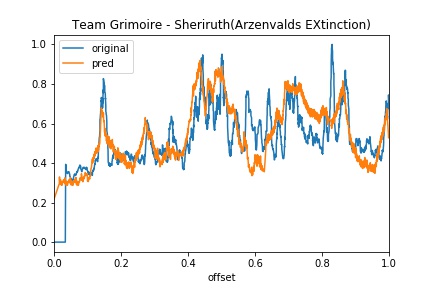 Team Grimoire - Sheriruth(Arzenvalds EXtinction)
original
pred
1.0
0.8
0.6
0.4
0.2
0.0
0.0 0.2 0.4 0.6 0.8 1.0
offset